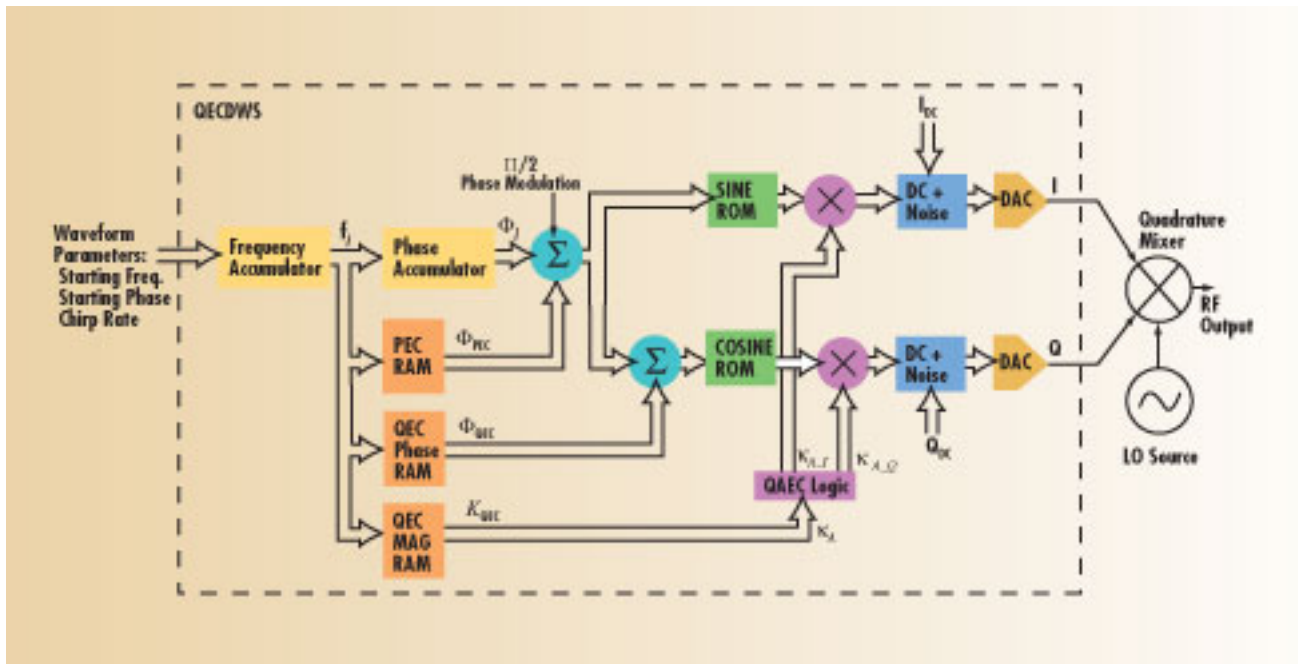 QECDWS
I_DC
Π/2
Phase Modulation
SINE
ROM
DC +
Noise
DAC
I
Waveform
Parameters:
Starting Freq.
Starting Phase
Chirp Rate
Frequency
Accumulator
f_j
Phase
Accumulator
Φ_J
Σ
Quadrature
Mixer
RF
Output
PEC
RAM
Φ_PEC
Σ
COSINE
ROM
DC +
Noise
DAC
Q
QEC
Phase
RAM
Φ_QEC
Q_DC
LO Source
κ_A_I
κ_A_Q
QAEC Logic
QEC
MAG
RAM
K_QEC
κ_A